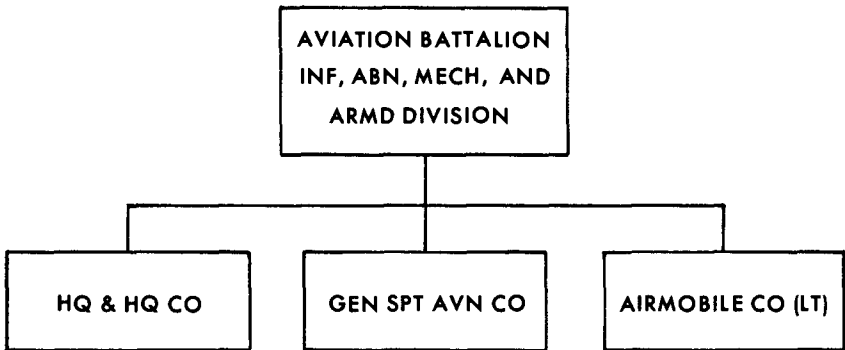 AVIATION BATTALION
INF, ABN, MECH, AND
ARMD DIVISION
HQ & HQ CO
GEN SPT AVN CO
AIRMOBILE CO (LT)